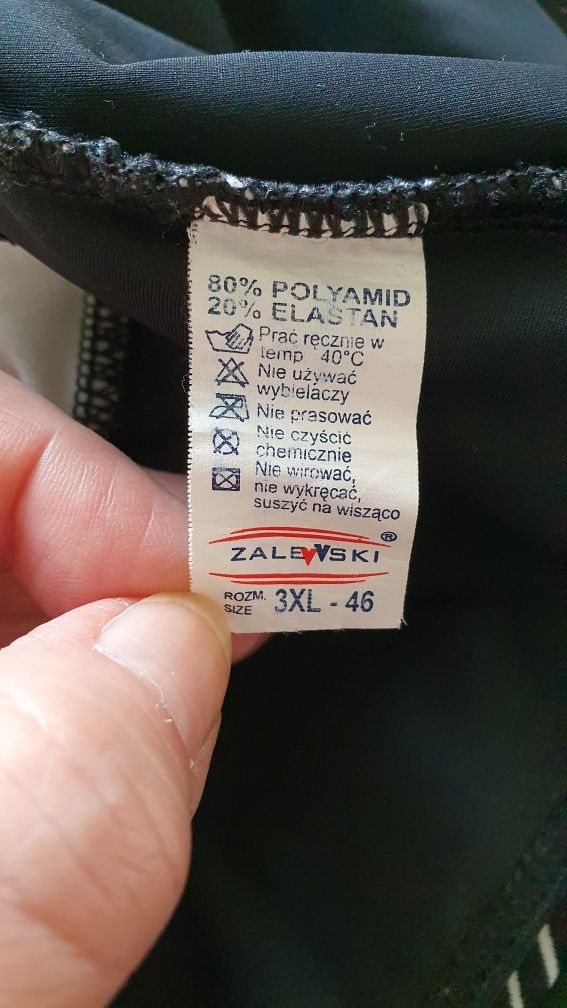 80% POLYAMID
20% ELASTAN
Prać ręcznie w
temp 40°C
Nie używać
wybielaczy
Nie prasować
Nie czyścić
chemicznie
Nie wirować,
nie wykręcać,
suszyć na wisząco
ZALEWSKI®
ROZM. SIZE 3XL - 46